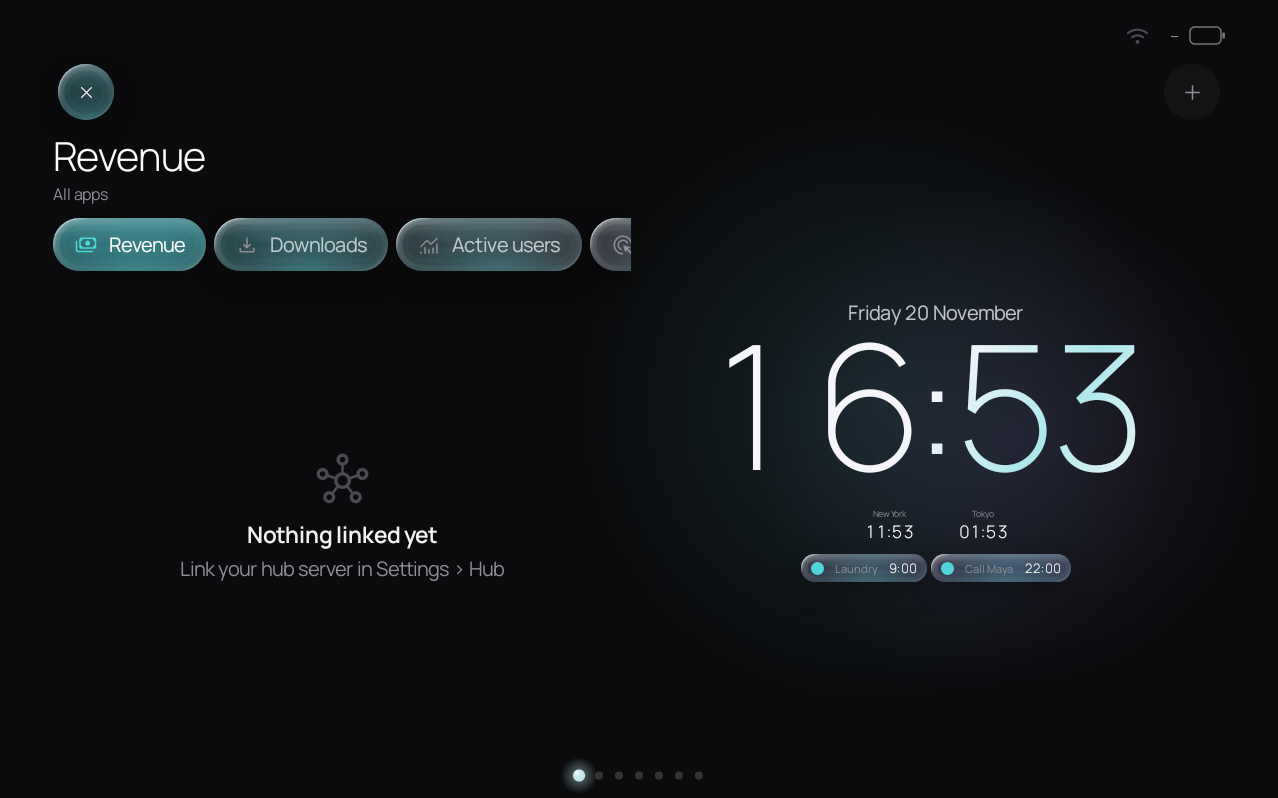 –
Revenue
All apps
Revenue
Downloads
Active users
Nothing linked yet
Link your hub server in Settings > Hub
Friday 20 November
16:53
New York
11:53
Tokyo
01:53
Laundry 9:00
Call Maya 22:00